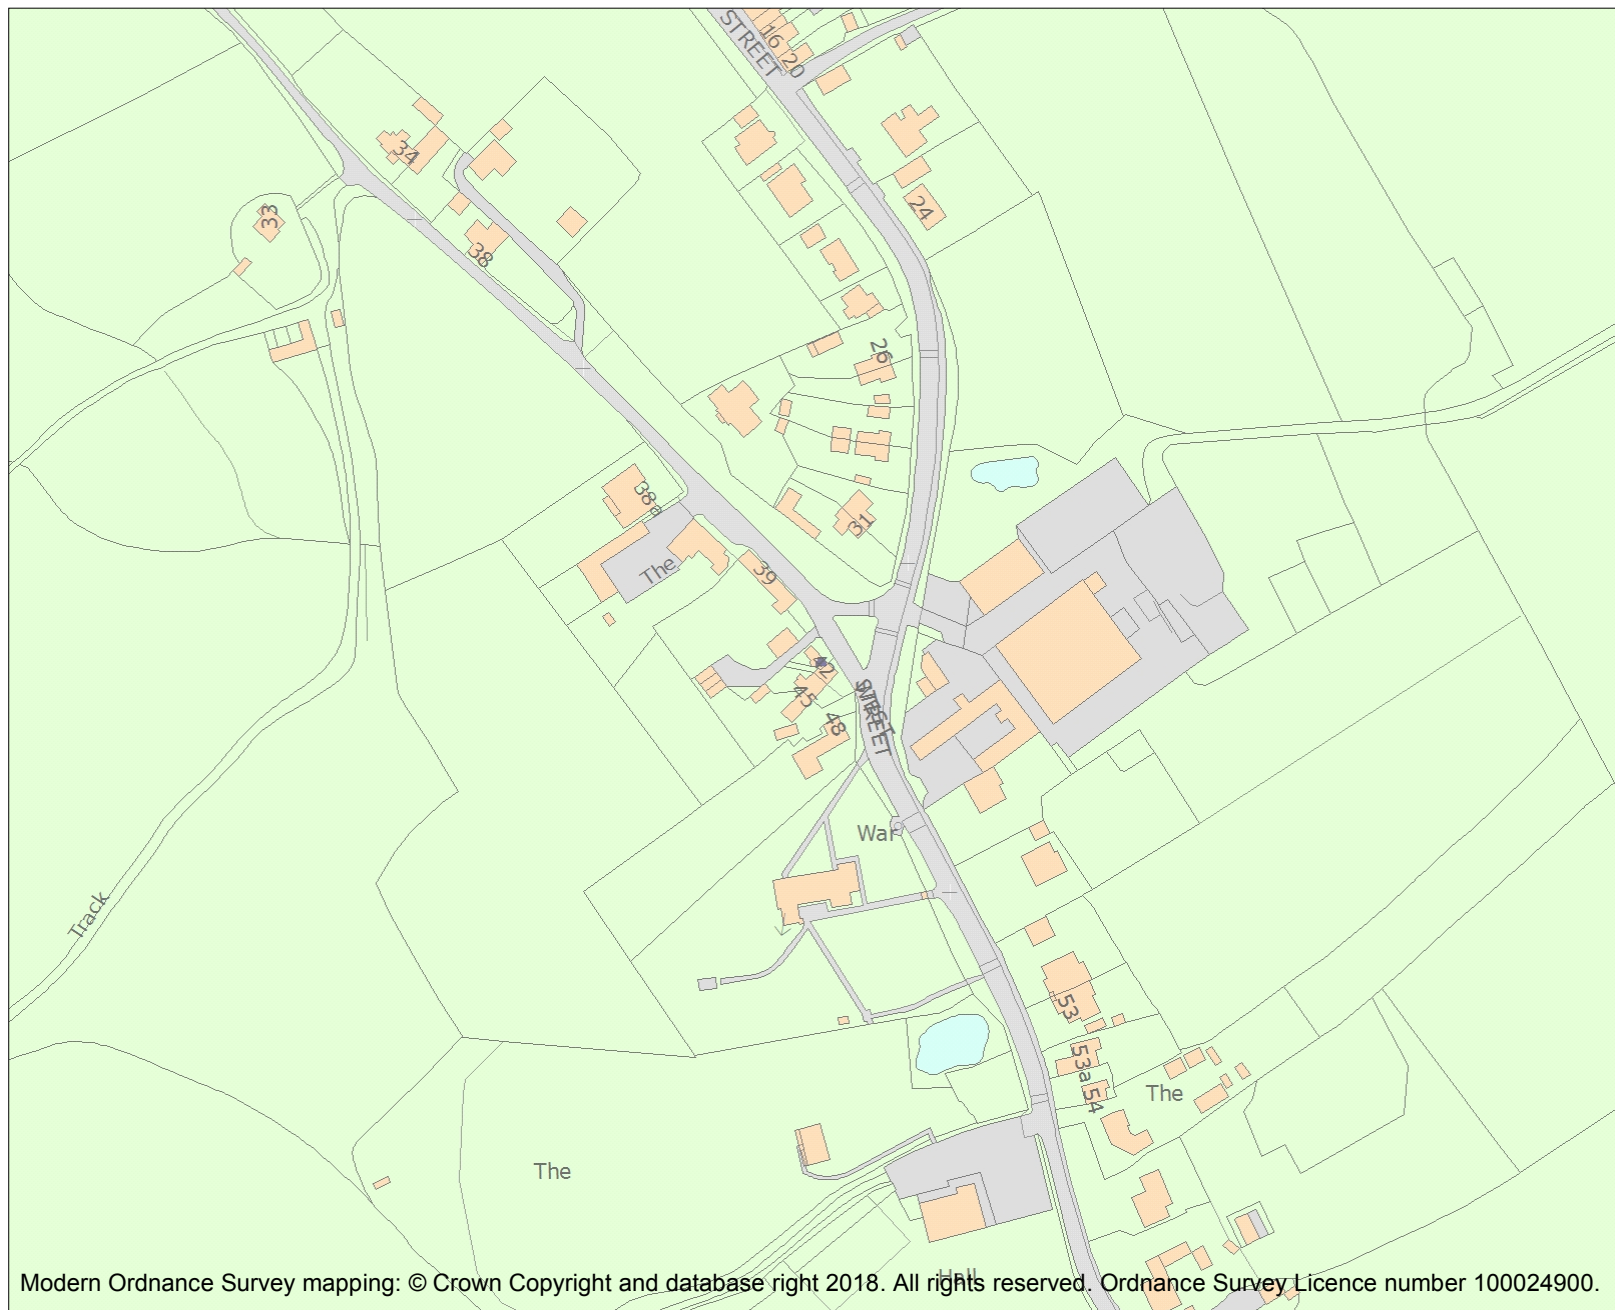 STREET
16
20
34
33
38
24
26
38a
31
The
39
42
45
48
WEST
STREET
War
Track
53
53a
54
The
The
Hall
Modern Ordnance Survey mapping: © Crown Copyright and database right 2018. All rights reserved. Ordnance Survey Licence number 100024900.